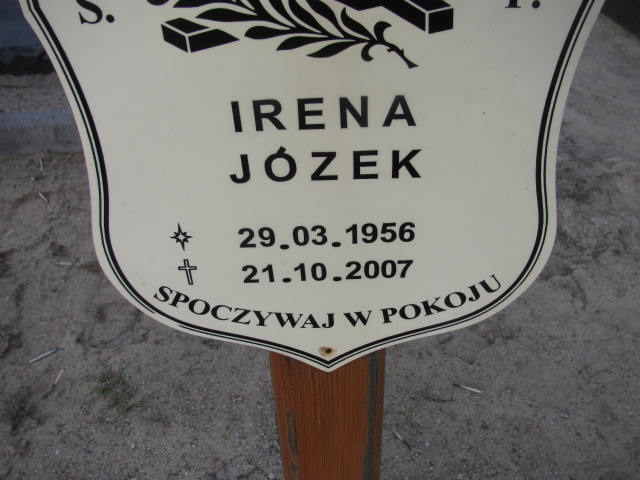 S. P.
IRENA
JÓZEK
29.03.1956
21.10.2007
SPOCZYWAJ W POKOJU